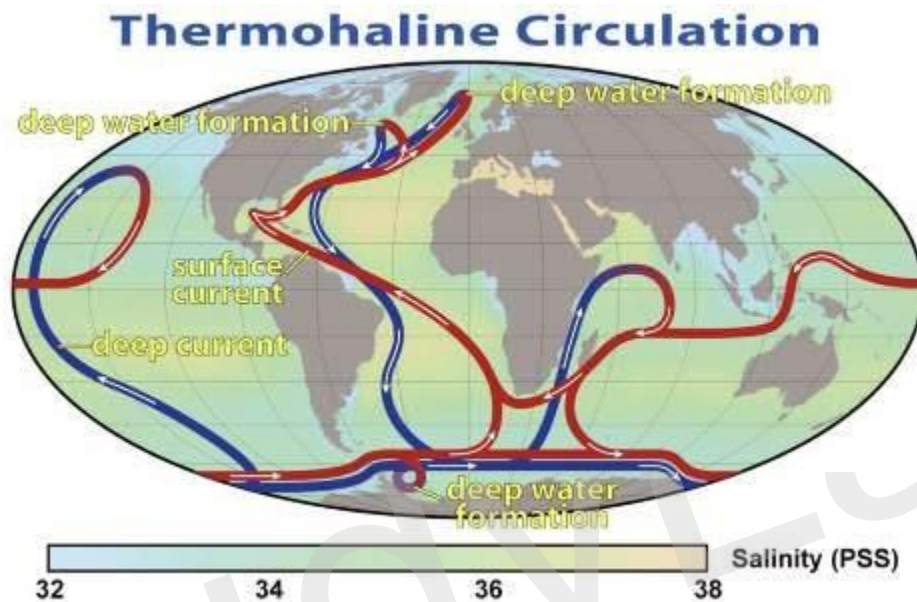 Thermohaline Circulation
deep water formation
deep water formation
surface
current
deep current
deep water
formation
Salinity (PSS)
32 34 36 38